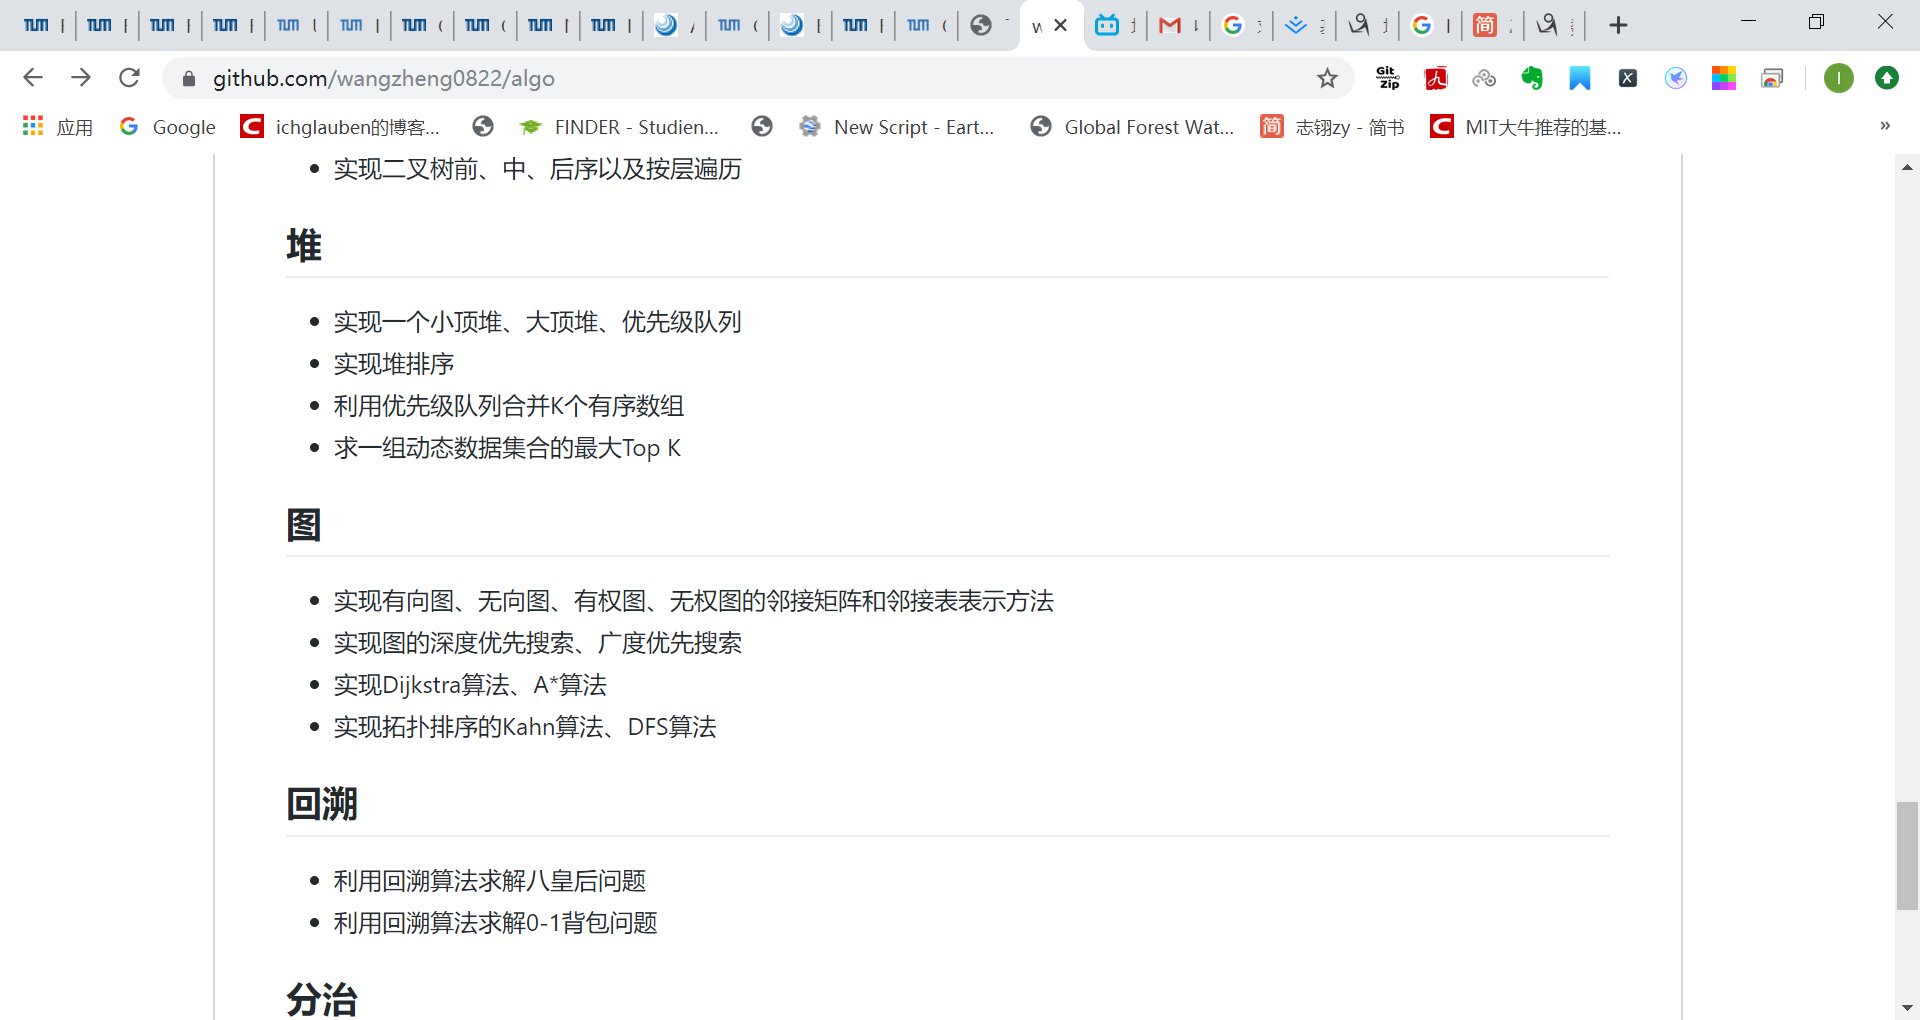 github.com/wangzheng0822/algo
应用 Google ichglauben的博客... FINDER - Studien... New Script - Eart... Global Forest Wat... 志翎zy - 简书 MIT大牛推荐的基... »
• 实现二叉树前、中、后序以及按层遍历
堆
• 实现一个小顶堆、大顶堆、优先级队列
• 实现堆排序
• 利用优先级队列合并K个有序数组
• 求一组动态数据集合的最大Top K
图
• 实现有向图、无向图、有权图、无权图的邻接矩阵和邻接表表示方法
• 实现图的深度优先搜索、广度优先搜索
• 实现Dijkstra算法、A*算法
• 实现拓扑排序的Kahn算法、DFS算法
回溯
• 利用回溯算法求解八皇后问题
• 利用回溯算法求解0-1背包问题
分治